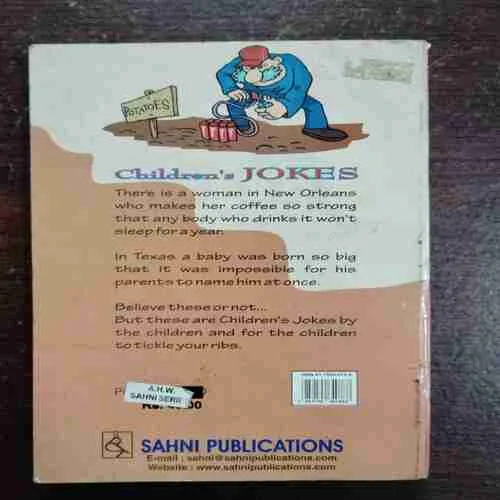 POTATOES
Children's JOKES
There is a woman in New Orleans
who makes her coffee so strong
that any body who drinks it won't
sleep for a year.
In Texas a baby was born so big
that it was impossible for his
parents to name him at once.
Believe these or not...
But these are Children's Jokes by
the children and for the children
to tickle your ribs.
A.H.W.
SAHNI SERIE
SAHNI PUBLICATIONS
E-mail : sahni@sahnipublications.com
Website : www.sahnipublications.com